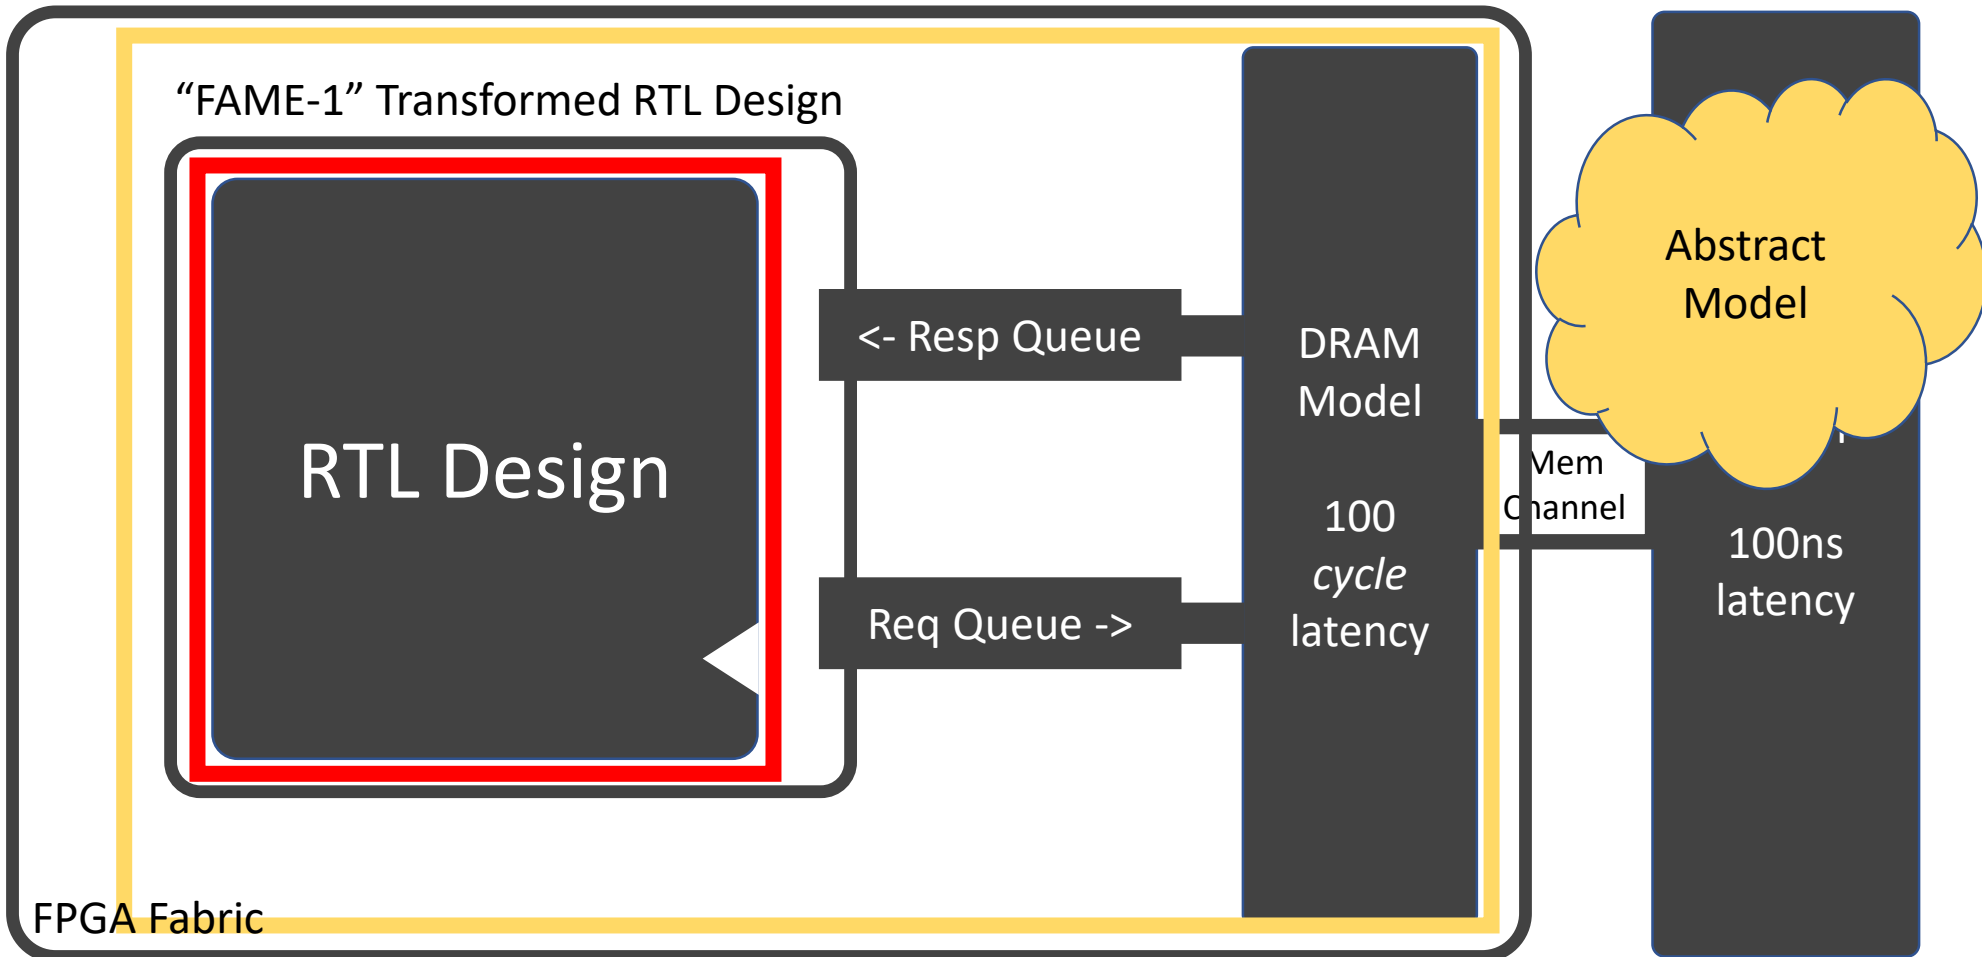 “FAME-1” Transformed RTL Design
RTL Design
<- Resp Queue
Req Queue ->
DRAM
Model
100
cycle
latency
Abstract
Model
Mem
Channel
100ns
latency
FPGA Fabric